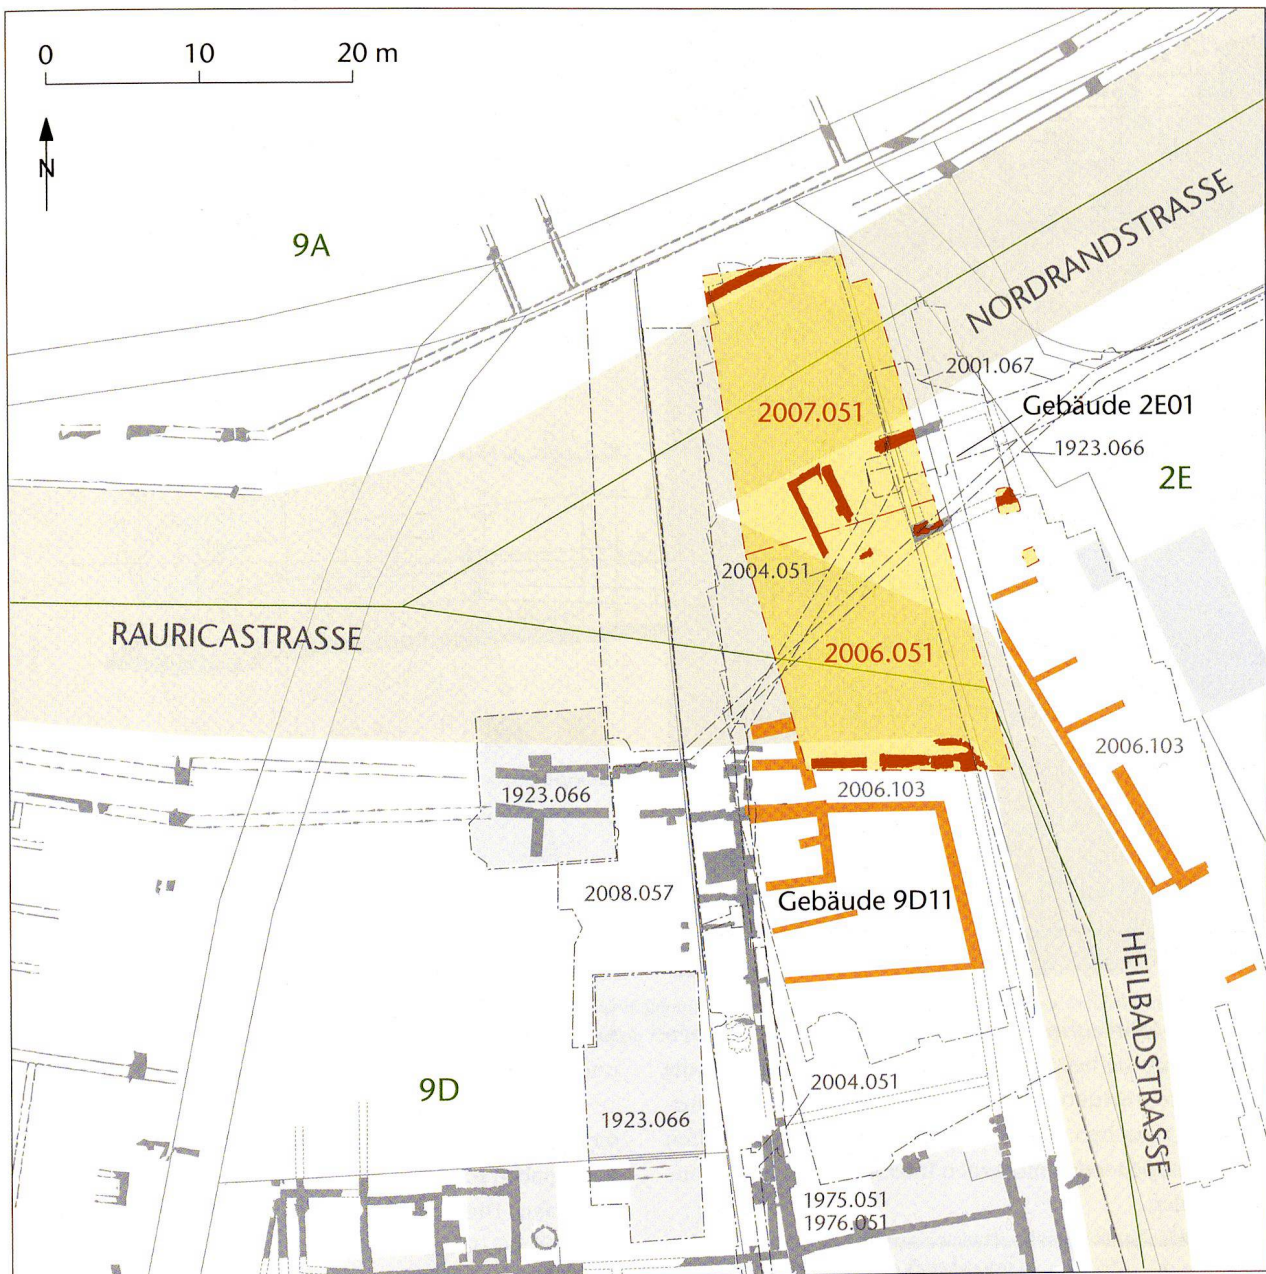 0 10 20 m
N
9A
NORDRANDSTRASSE
2001.067
2007.051
Gebäude 2E01
1923.066
2E
2004.051
RAURICASTRASSE
2006.051
2006.103
2006.103
1923.066
2008.057
Gebäude 9D11
HEILBADSTRASSE
9D
2004.051
1923.066
1975.051
1976.051